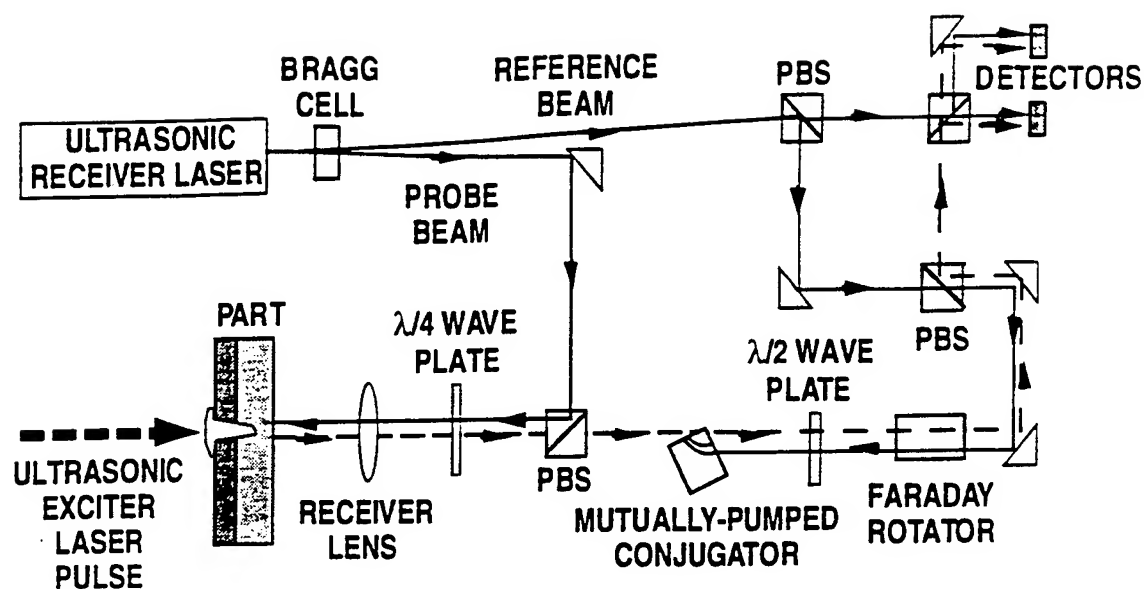 BRAGG
CELL
REFERENCE
BEAM
PBS
DETECTORS
ULTRASONIC
RECEIVER LASER
PROBE
BEAM
PART
λ/4 WAVE
PLATE
λ/2 WAVE
PLATE
PBS
ULTRASONIC
EXCITER
LASER
PULSE
RECEIVER
LENS
PBS
MUTUALLY-PUMPED
CONJUGATOR
FARADAY
ROTATOR